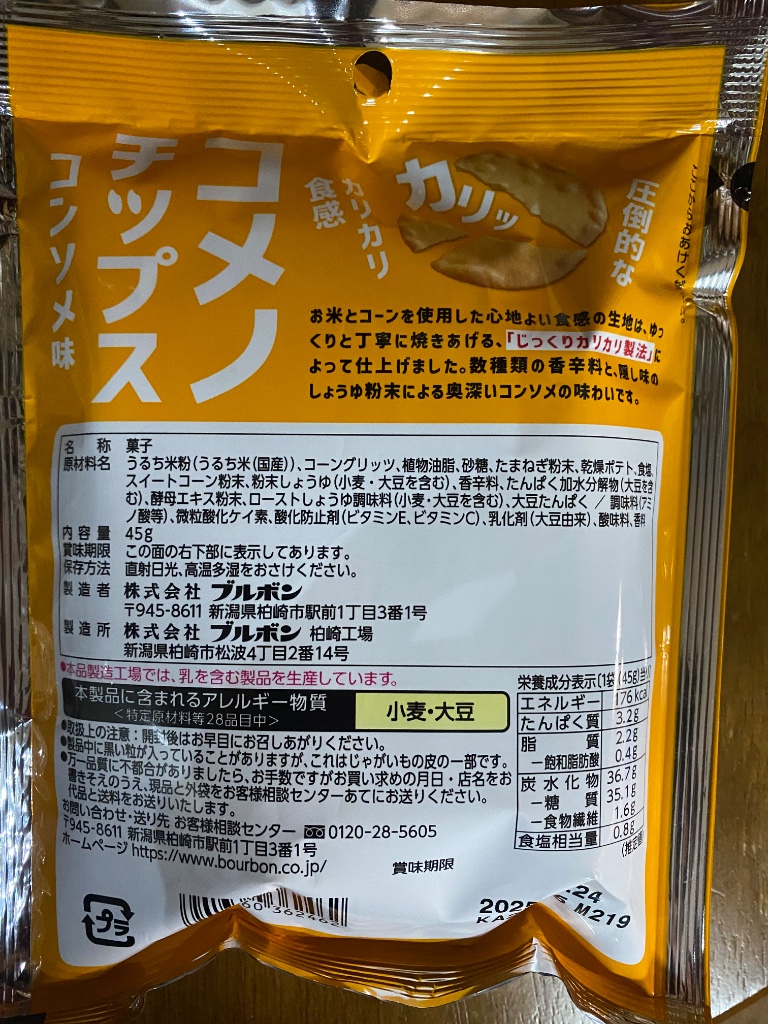 コメノ
チップス
コンソメ味
圧倒的な
カリッ
カリカリ
食感
お米とコーンを使用した心地よい食感の生地は、ゆっ
くりと丁寧に焼きあげる、「じっくりカリカリ製法」に
よって仕上げました。数種類の香辛料と、隠し味の
しょうゆ粉末による奥深いコンソメの味わいです。
名称 菓子
原材料名 うるち米粉(うるち米(国産))、コーングリッツ、植物油脂、砂糖、たまねぎ粉末、乾燥ポテト、食塩、
スイートコーン粉末、粉末しょうゆ(小麦・大豆を含む)、香辛料、たんぱく加水分解物(大豆を含
む)、酵母エキス粉末、ローストしょうゆ調味料(小麦・大豆を含む)、大豆たんぱく / 調味料(アミ
ノ酸等)、微粒酸化ケイ素、酸化防止剤(ビタミンE、ビタミンC)、乳化剤(大豆由来)、酸味料、香料
内容量 45g
賞味期限 この面の右下部に表示してあります。
保存方法 直射日光、高温多湿をおさけください。
製造者 株式会社 ブルボン
〒945-8611 新潟県柏崎市駅前1丁目3番1号
製造所 株式会社 ブルボン 柏崎工場
新潟県柏崎市松波4丁目2番14号
●本品製造工場では、乳を含む製品を生産しています。
本製品に含まれるアレルギー物質
<特定原材料等28品目中>
小麦・大豆
●取扱上の注意:開封後はお早目にお召しあがりください。
●製品中に黒い粒が入っていることがありますが、これはじゃがいもの皮の一部です。
●万一品質に不都合がありましたら、お手数ですがお買い求めの月日・店名をお
書きそえのうえ、現品と外袋をお客様相談センターあてにお送りください。
代品と送料をお送りいたします。
お問い合わせ・送り先 お客様相談センター 0120-28-5605
〒945-8611 新潟県柏崎市駅前1丁目3番1号
ホームページ https://www.bourbon.co.jp/
栄養成分表示(1袋(45g)当り)
エネルギー 176 kcal
たんぱく質 3.2g
脂質 2.2g
-飽和脂肪酸 0.4g
炭水化物 36.7g
-糖質 35.1g
-食物繊維 1.6g
食塩相当量 0.8g
(推定値)
賞味期限
プラ
M219